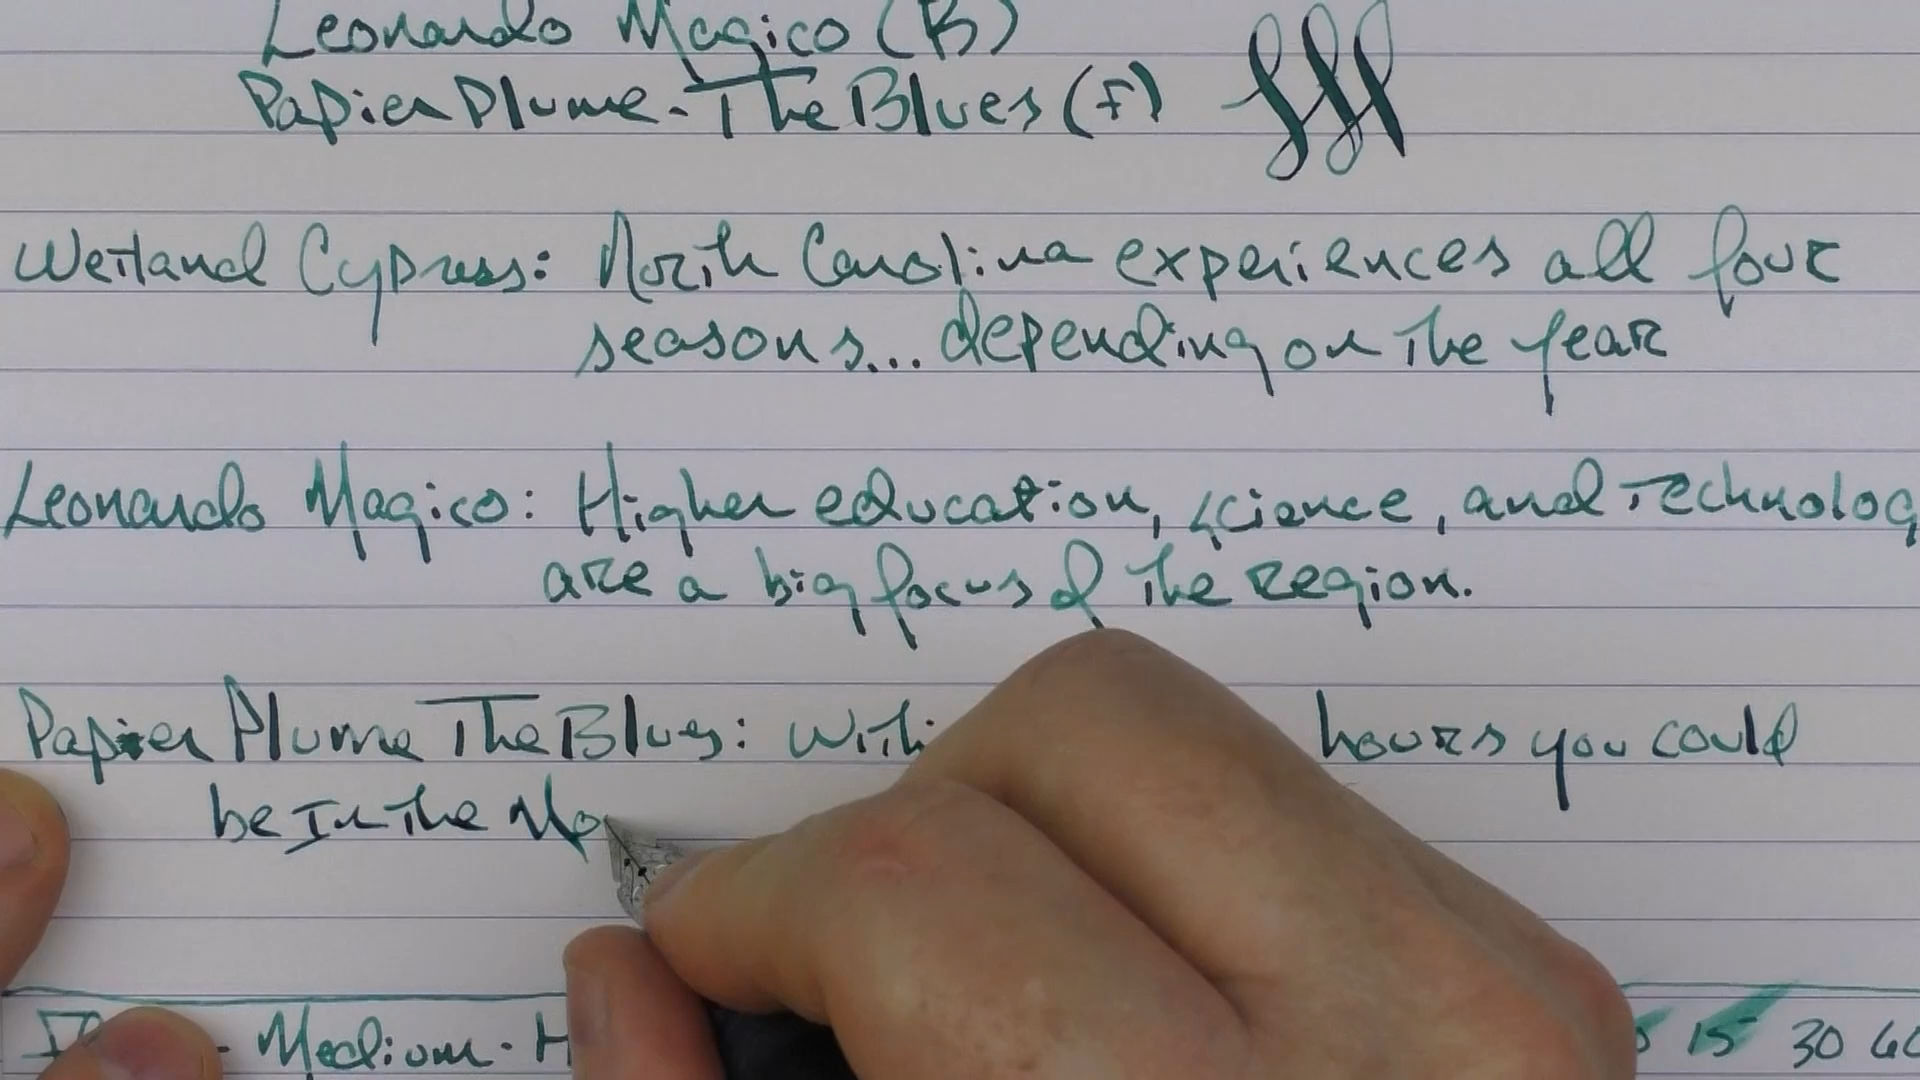 Leonardo Magico (B)
Papier Plume - The Blues (F) fff
Wetland Cypress: North Carolina experiences all four
seasons... depending on the year
Leonardo Magico: Higher education, science, and technolog
are a big focus of the region.
Papier Plume The Blues: hours you could
be In the
Medium - 15 30 60